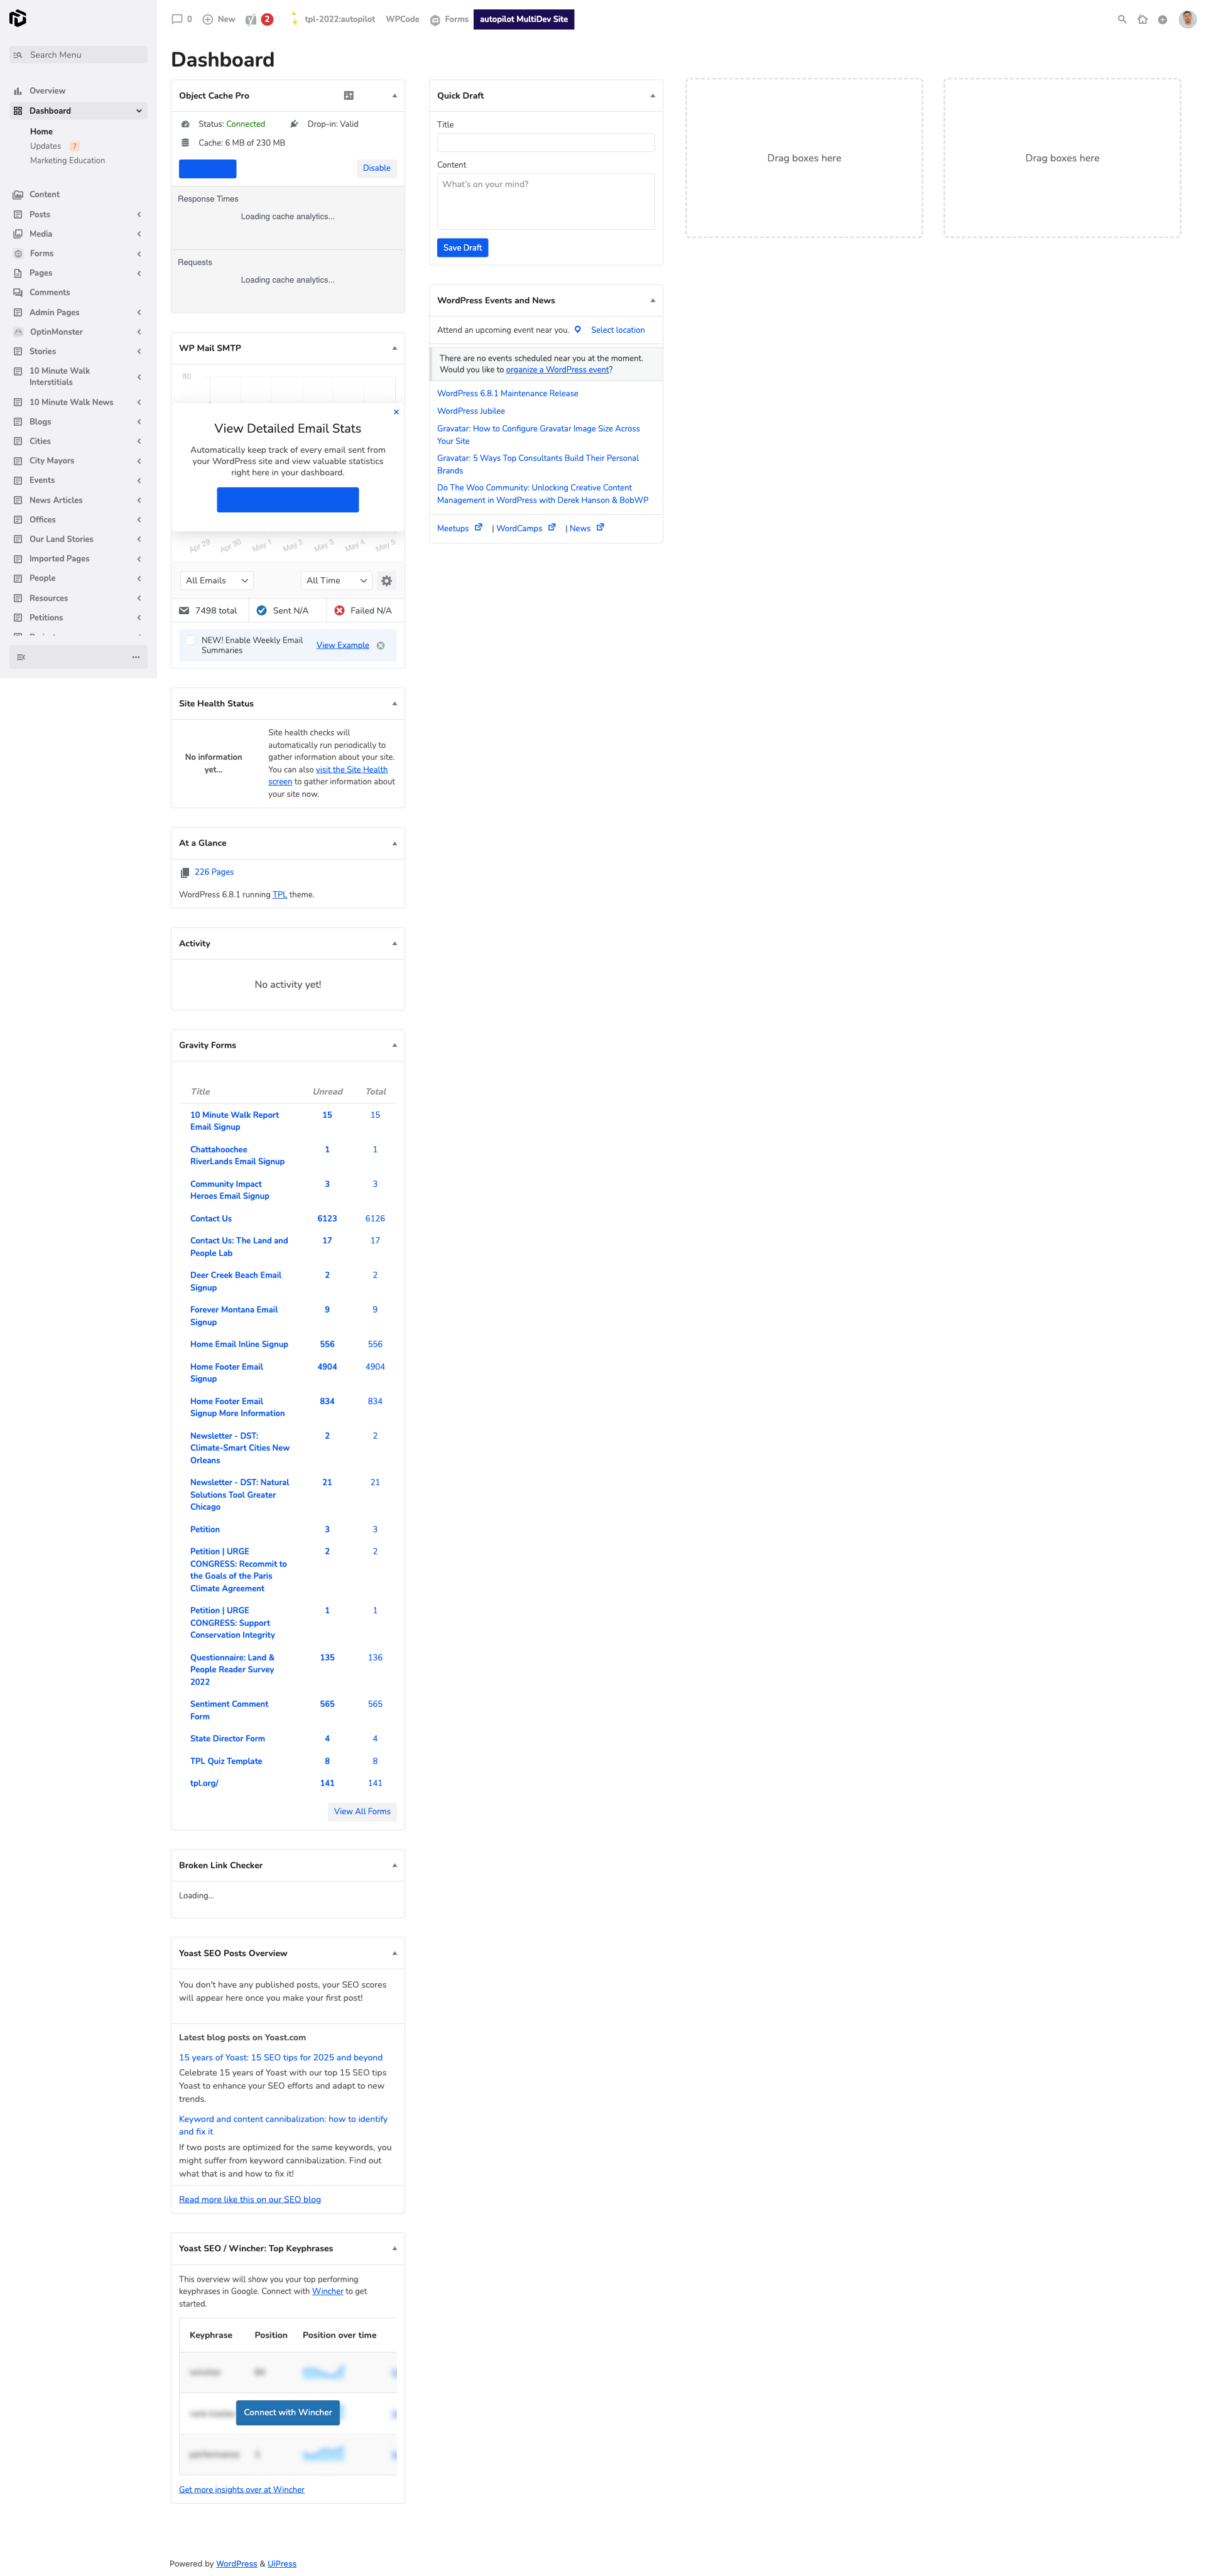 0
New
2
tpl-2022:autopilot
WPCode
Forms
autopilot MultiDev Site
Search Menu
Overview
Dashboard
Home
Updates 7
Marketing Education
Content
Posts
Media
Forms
Pages
Comments
Admin Pages
OptinMonster
Stories
10 Minute Walk
Interstitials
10 Minute Walk News
Blogs
Cities
City Mayors
Events
News Articles
Offices
Our Land Stories
Imported Pages
People
Resources
Petitions
Dashboard
Object Cache Pro
Status: Connected
Drop-in: Valid
Cache: 6 MB of 230 MB
Disable
Response Times
Loading cache analytics...
Requests
Loading cache analytics...
WP Mail SMTP
80
View Detailed Email Stats
Automatically keep track of every email sent from
your WordPress site and view valuable statistics
right here in your dashboard.
Apr 29
Apr 30
May 1
May 2
May 3
May 4
May 5
All Emails
All Time
7498 total
Sent N/A
Failed N/A
NEW! Enable Weekly Email
Summaries
View Example
Site Health Status
No information
yet...
Site health checks will
automatically run periodically to
gather information about your site.
You can also visit the Site Health
screen to gather information about
your site now.
At a Glance
226 Pages
WordPress 6.8.1 running TPL theme.
Activity
No activity yet!
Gravity Forms
Title Unread Total
10 Minute Walk Report
Email Signup
15 15
Chattahoochee
RiverLands Email Signup
1 1
Community Impact
Heroes Email Signup
3 3
Contact Us 6123 6126
Contact Us: The Land and
People Lab
17 17
Deer Creek Beach Email
Signup
2 2
Forever Montana Email
Signup
9 9
Home Email Inline Signup 556 556
Home Footer Email
Signup
4904 4904
Home Footer Email
Signup More Information
834 834
Newsletter - DST:
Climate-Smart Cities New
Orleans
2 2
Newsletter - DST: Natural
Solutions Tool Greater
Chicago
21 21
Petition 3 3
Petition | URGE
CONGRESS: Recommit to
the Goals of the Paris
Climate Agreement
2 2
Petition | URGE
CONGRESS: Support
Conservation Integrity
1 1
Questionnaire: Land &
People Reader Survey
2022
135 136
Sentiment Comment
Form
565 565
State Director Form 4 4
TPL Quiz Template 8 8
tpl.org/ 141 141
View All Forms
Broken Link Checker
Loading...
Yoast SEO Posts Overview
You don't have any published posts, your SEO scores
will appear here once you make your first post!
Latest blog posts on Yoast.com
15 years of Yoast: 15 SEO tips for 2025 and beyond
Celebrate 15 years of Yoast with our top 15 SEO tips
Yoast to enhance your SEO efforts and adapt to new
trends.
Keyword and content cannibalization: how to identify
and fix it
If two posts are optimized for the same keywords, you
might suffer from keyword cannibalization. Find out
what that is and how to fix it!
Read more like this on our SEO blog
Yoast SEO / Wincher: Top Keyphrases
This overview will show you your top performing
keyphrases in Google. Connect with Wincher to get
started.
Keyphrase Position Position over time
Connect with Wincher
Get more insights over at Wincher
Quick Draft
Title
Content
What's on your mind?
Save Draft
WordPress Events and News
Attend an upcoming event near you. Select location
There are no events scheduled near you at the moment.
Would you like to organize a WordPress event?
WordPress 6.8.1 Maintenance Release
WordPress Jubilee
Gravatar: How to Configure Gravatar Image Size Across
Your Site
Gravatar: 5 Ways Top Consultants Build Their Personal
Brands
Do The Woo Community: Unlocking Creative Content
Management in WordPress with Derek Hanson & BobWP
Meetups | WordCamps | News
Drag boxes here
Drag boxes here
Powered by WordPress & UiPress